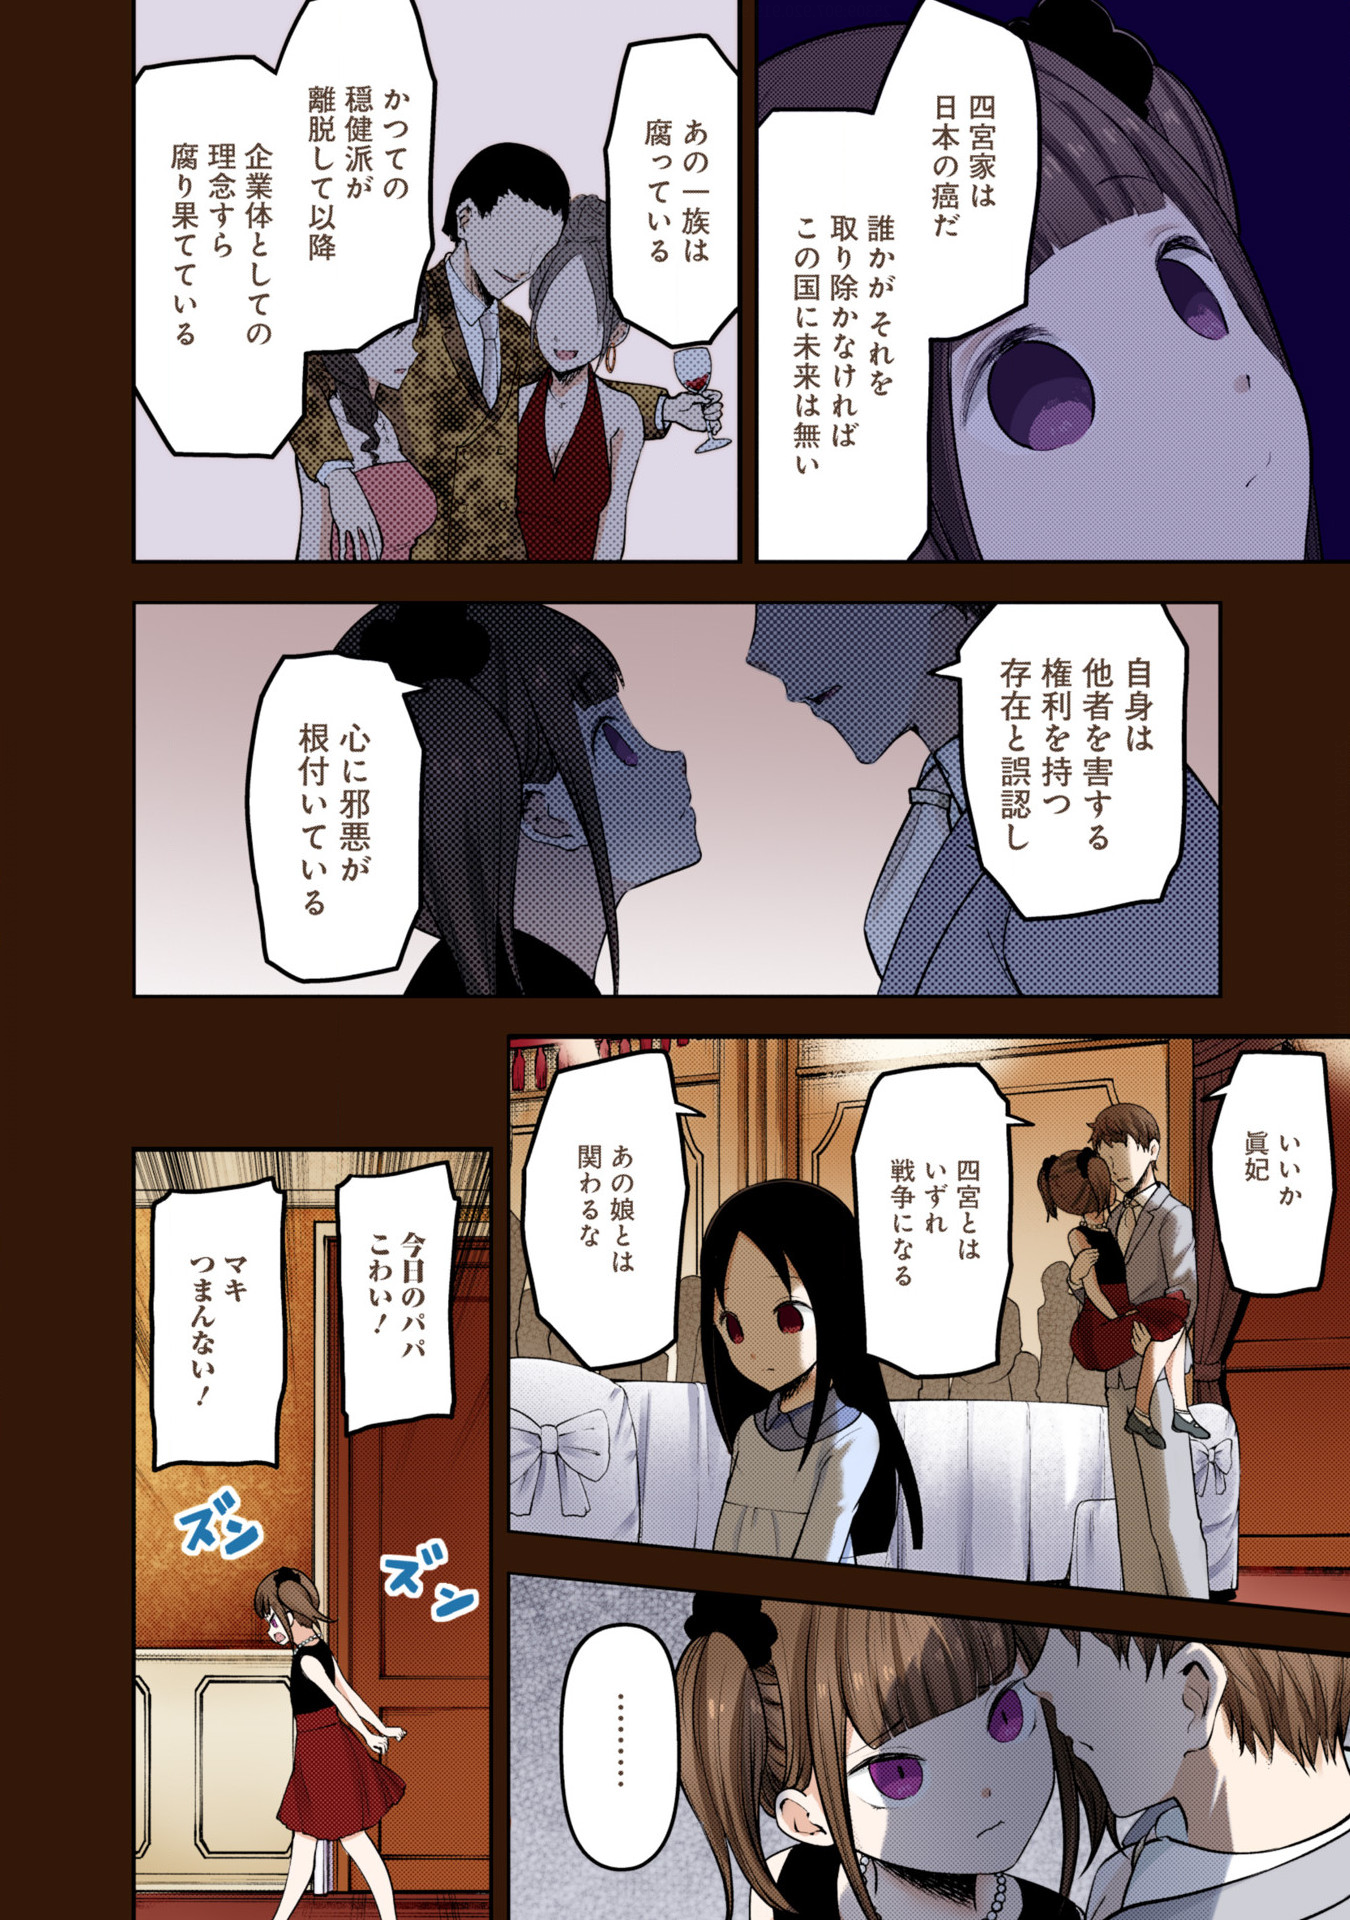 四宮家は
日本の癌だ
誰かがそれを
取り除かなければ
この国に未来は無い
あの一族は
腐っている
かつての
穏健派が
離脱して以降
企業体としての
理念すら
腐り果てている
自身は
他者を害する
権利を持つ
存在と誤認し
心に邪悪が
根付いている
いいか
眞妃
四宮とは
いずれ
戦争になる
あの娘とは
関わるな
………
今日のパパ
こわい！
マキ
つまんない！
ズン
ズン